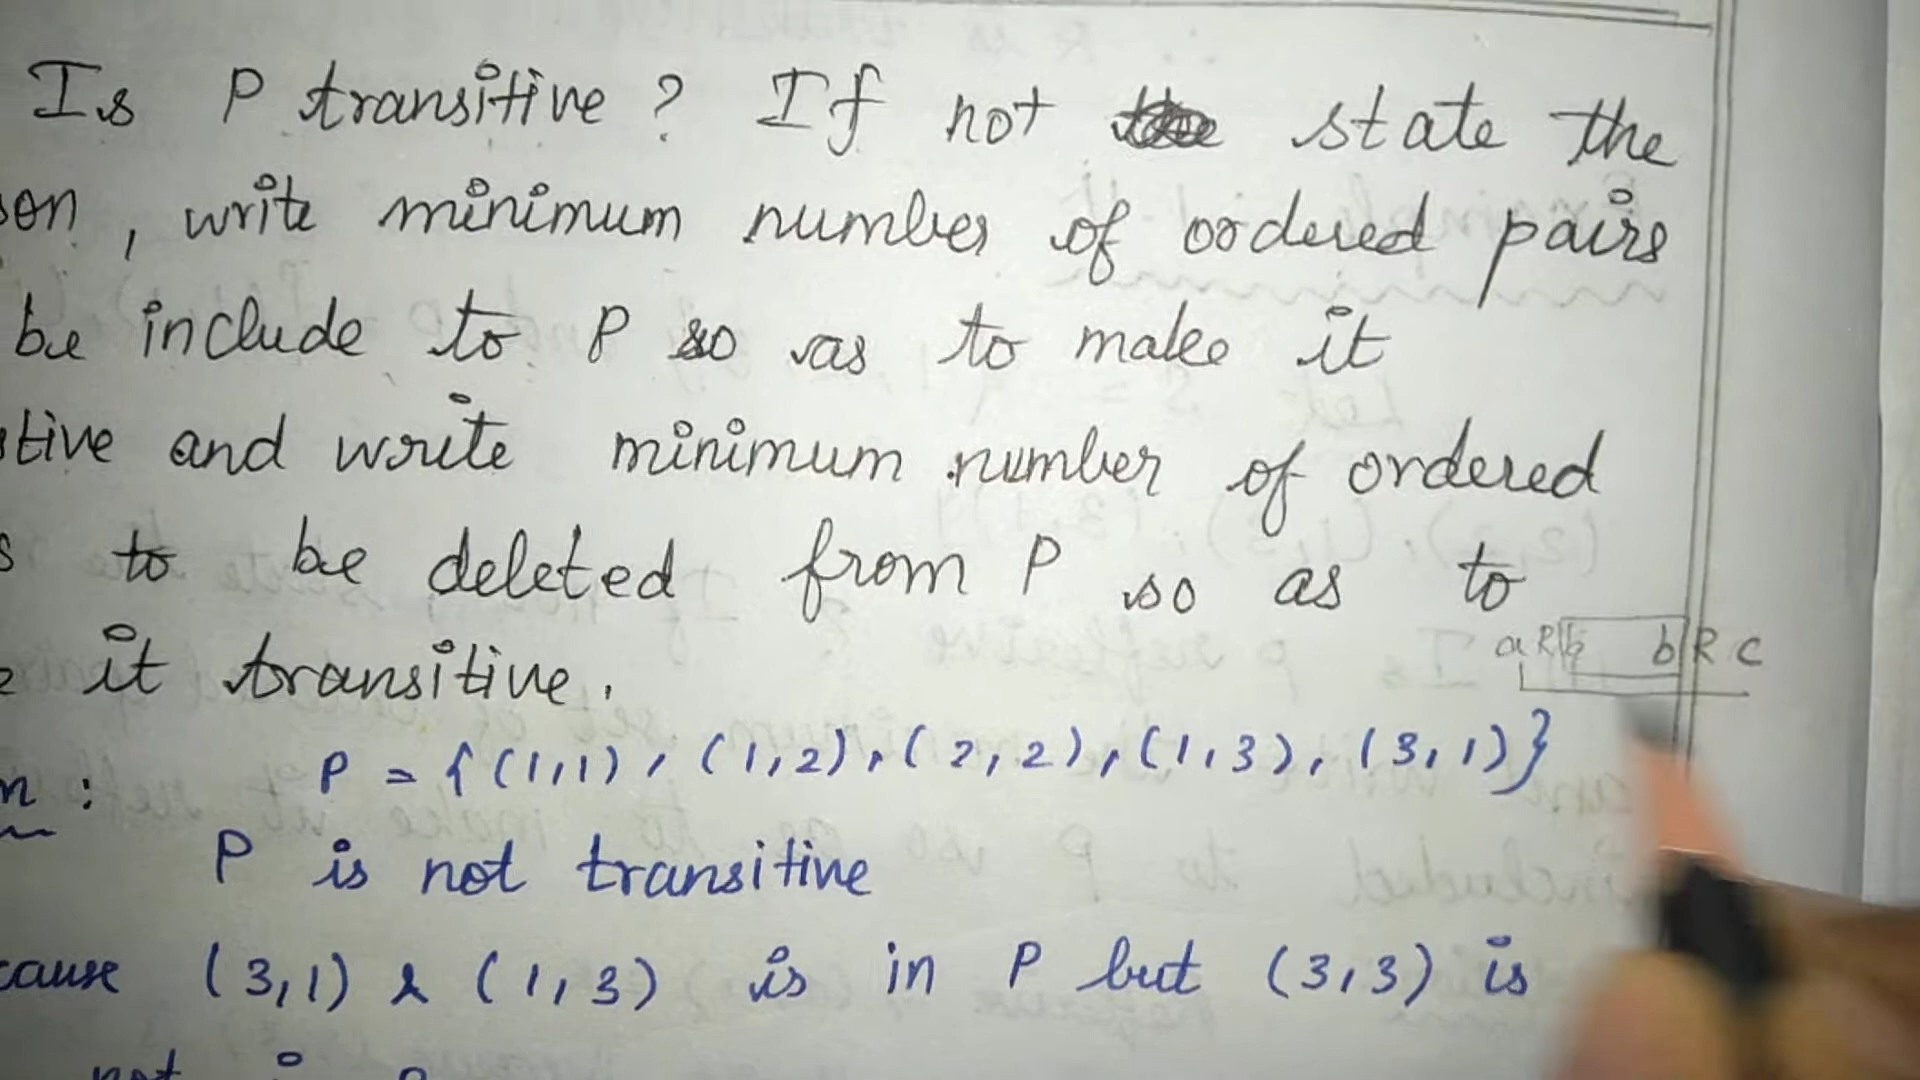 Is P transitive ? If not state the
son, write minimum number of ordered pairs
be include to P so as to make it
stive and write minimum number of ordered
s to be deleted from P so as to
it transitive.
aRb bRc
n : P = {(1,1), (1,2), (2,2), (1,3), (3,1)}
P is not transitive
cause (3,1) & (1,3) is in P but (3,3) is
not